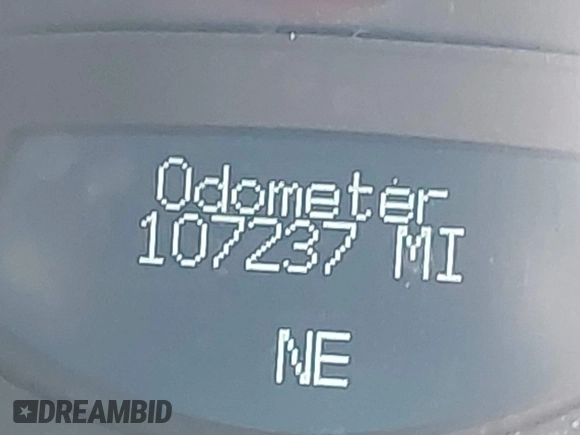 Odometer
107237 MI
NE
DREAMBID